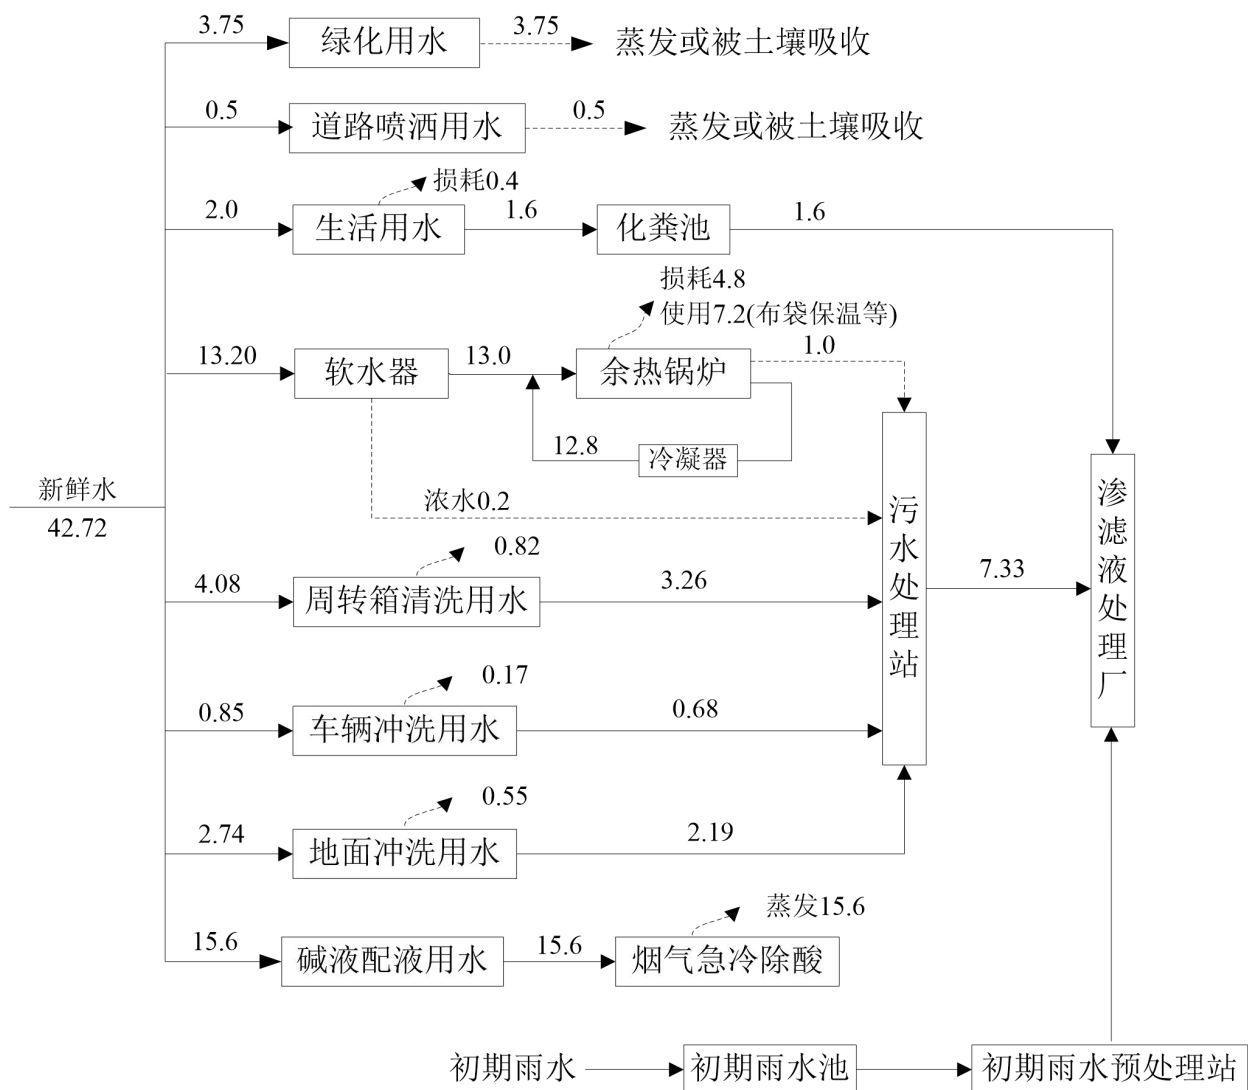 3.75
绿化用水
3.75
蒸发或被土壤吸收
0.5
道路喷洒用水
0.5
蒸发或被土壤吸收
损耗0.4
2.0
生活用水
1.6
化粪池
1.6
损耗4.8
使用7.2(布袋保温等)
13.20
软水器
13.0
余热锅炉
1.0
12.8
冷凝器
新鲜水
42.72
浓水0.2
污水处理站
7.33
渗滤液处理厂
0.82
4.08
周转箱清洗用水
3.26
0.17
0.85
车辆冲洗用水
0.68
0.55
2.74
地面冲洗用水
2.19
蒸发15.6
15.6
碱液配液用水
15.6
烟气急冷除酸
初期雨水
初期雨水池
初期雨水预处理站